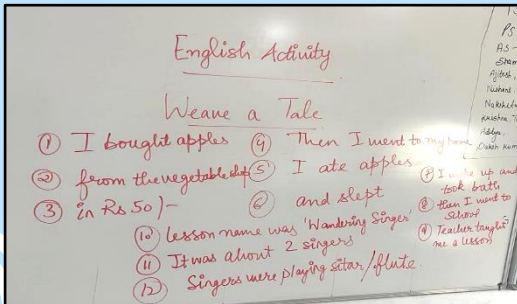 English Activity
Weave a Tale
① I bought apples
② from the vegetable shop
③ in Rs 50/-
④ Then I went to my home
⑤ I ate apples
⑥ and slept
⑦ I woke up and
took bath
⑧ then I went to
School
⑨ Teacher taught
me a lesson
⑩ Lesson name was 'Wandering Singer'
⑪ It was about 2 singers
⑫ Singers were playing sitar/flute.
PS
AS -
Sham
Ajitesh,
Nishant
Krishna
Aditya,